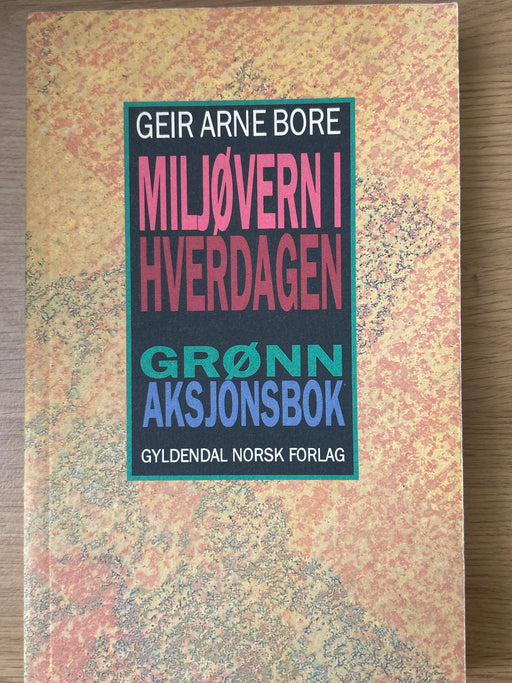 GEIR ARNE BORE
MILJØVERN I
HVERDAGEN
GRØNN
AKSJONSBOK
GYLDENDAL NORSK FORLAG